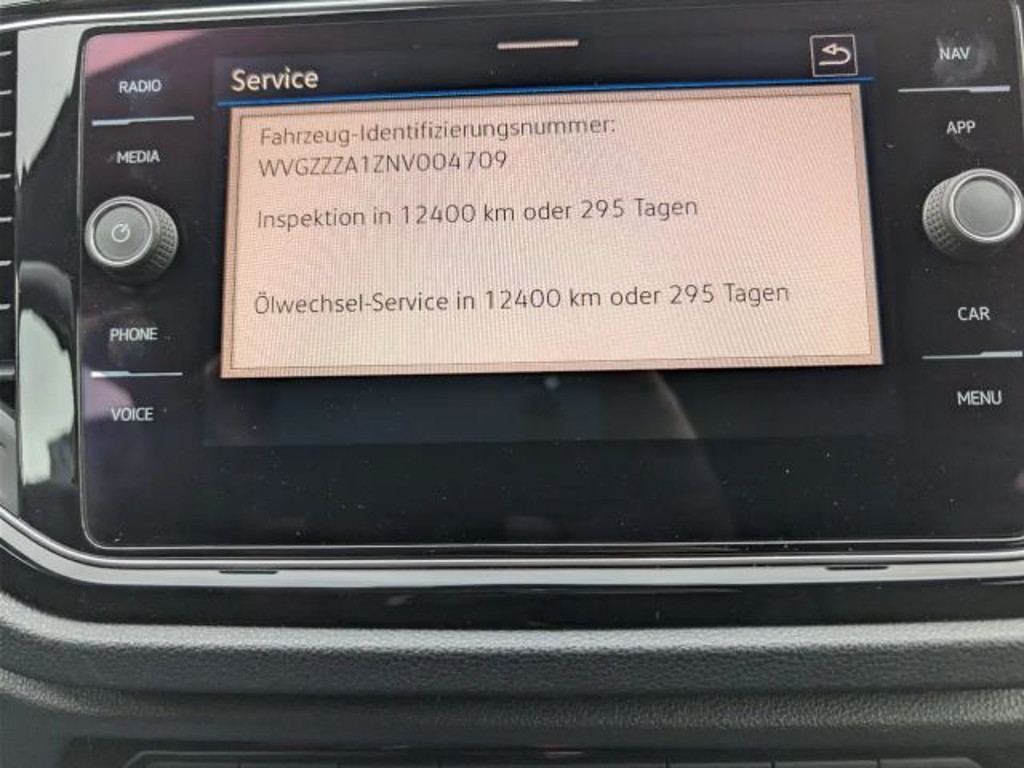 RADIO
MEDIA
PHONE
VOICE
Service
Fahrzeug-Identifizierungsnummer:
WVGZZZA1ZNV004709
Inspektion in 12400 km oder 295 Tagen
Ölwechsel-Service in 12400 km oder 295 Tagen
NAV
APP
CAR
MENU